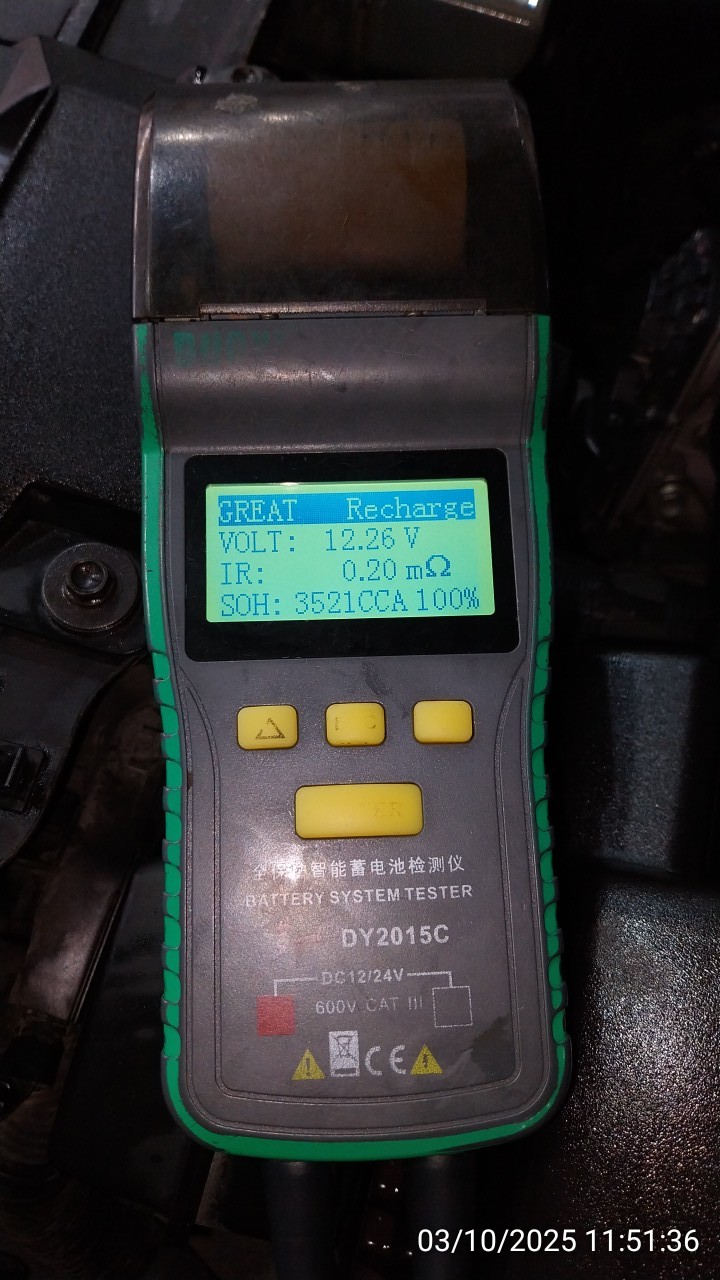 GREAT Recharge
VOLT: 12.26 V
IR: 0.20 mΩ
SOH: 3521CCA 100%
智能蓄电池检测仪
BATTERY SYSTEM TESTER
DY2015C
DC12/24V
600V CAT III
CE
03/10/2025 11:51:36